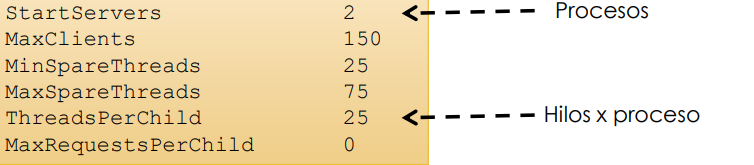 StartServers 2 Procesos
MaxClients 150
MinSpareThreads 25
MaxSpareThreads 75
ThreadsPerChild 25 Hilos x proceso
MaxRequestsPerChild 0